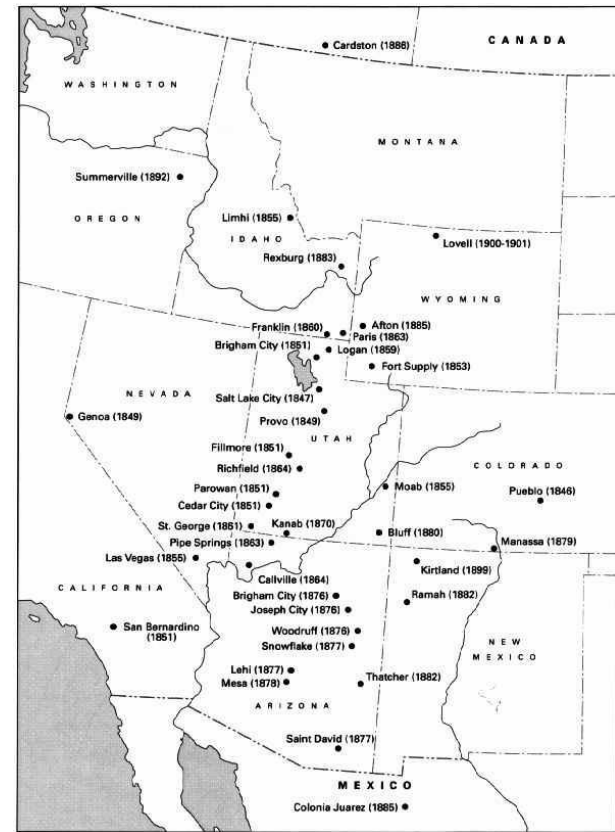 CANADA
Cardston (1886)
WASHINGTON
MONTANA
Summerville (1892)
OREGON
Limhi (1855)
IDAHO
Lovell (1900-1901)
Rexburg (1883)
WYOMING
Afton (1885)
Franklin (1860)
Paris (1863)
Brigham City (1851)
Logan (1859)
Fort Supply (1853)
NEVADA
Salt Lake City (1847)
Genoa (1849)
Provo (1849)
UTAH
Fillmore (1851)
COLORADO
Richfield (1864)
Moab (1855)
Pueblo (1846)
Parowan (1851)
Cedar City (1851)
St. George (1861)
Kanab (1870)
Bluff (1880)
Pipe Springs (1863)
Manassa (1879)
Las Vegas (1855)
Callville (1864)
Kirtland (1899)
CALIFORNIA
Brigham City (1876)
Ramah (1882)
Joseph City (1876)
San Bernardino
(1851)
Woodruff (1876)
NEW
MEXICO
Snowflake (1877)
Lehi (1877)
Mesa (1878)
Thatcher (1882)
ARIZONA
Saint David (1877)
MEXICO
Colonia Juarez (1885)